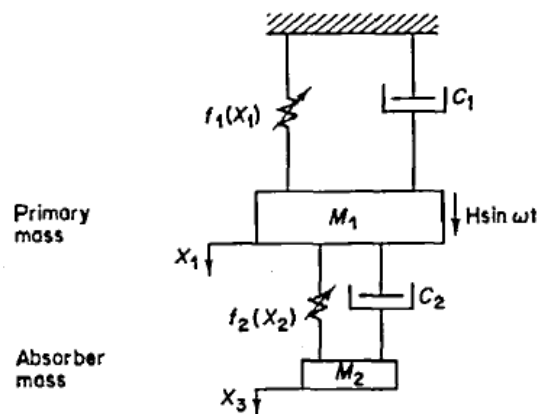 f₁(X₁)
C₁
Primary
mass
M₁
H sin ωt
X₁
f₂(X₂)
C₂
Absorber
mass
M₂
X₃